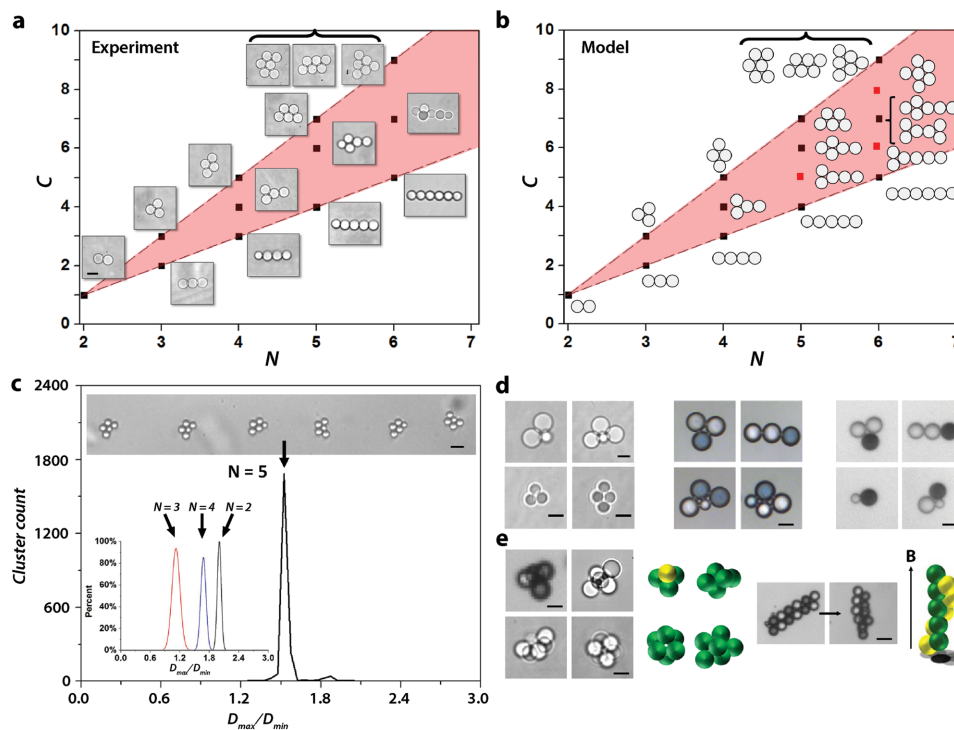 a
Experiment
10
8
6
4
2
0
C
2 3 4 5 6 7
N
b
Model
10
8
6
4
2
0
C
2 3 4 5 6 7
N
c
2400
1800
1200
600
0
Cluster count
N = 5
N = 3 N = 4 N = 2
100%
80%
60%
40%
20%
0%
Percent
0.0 0.6 1.2 1.8 2.4 3.0
Dmax/Dmin
0.0 0.6 1.2 1.8 2.4 3.0
Dmax/Dmin
d
e
B